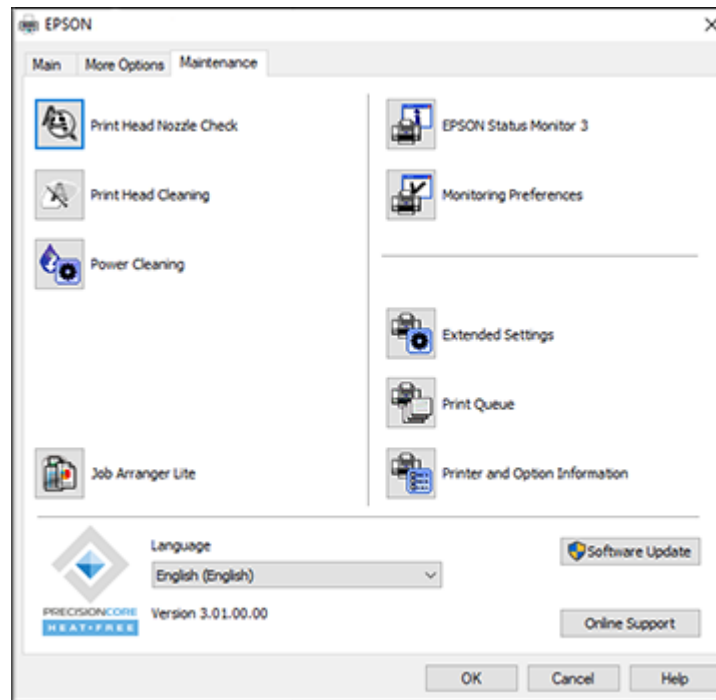 EPSON
Main More Options Maintenance
Print Head Nozzle Check
Print Head Cleaning
Power Cleaning
Job Arranger Lite
EPSON Status Monitor 3
Monitoring Preferences
Extended Settings
Print Queue
Printer and Option Information
PRECISIONCORE
HEAT-FREE
Language
English (English)
Version 3.01.00.00
Software Update
Online Support
OK Cancel Help